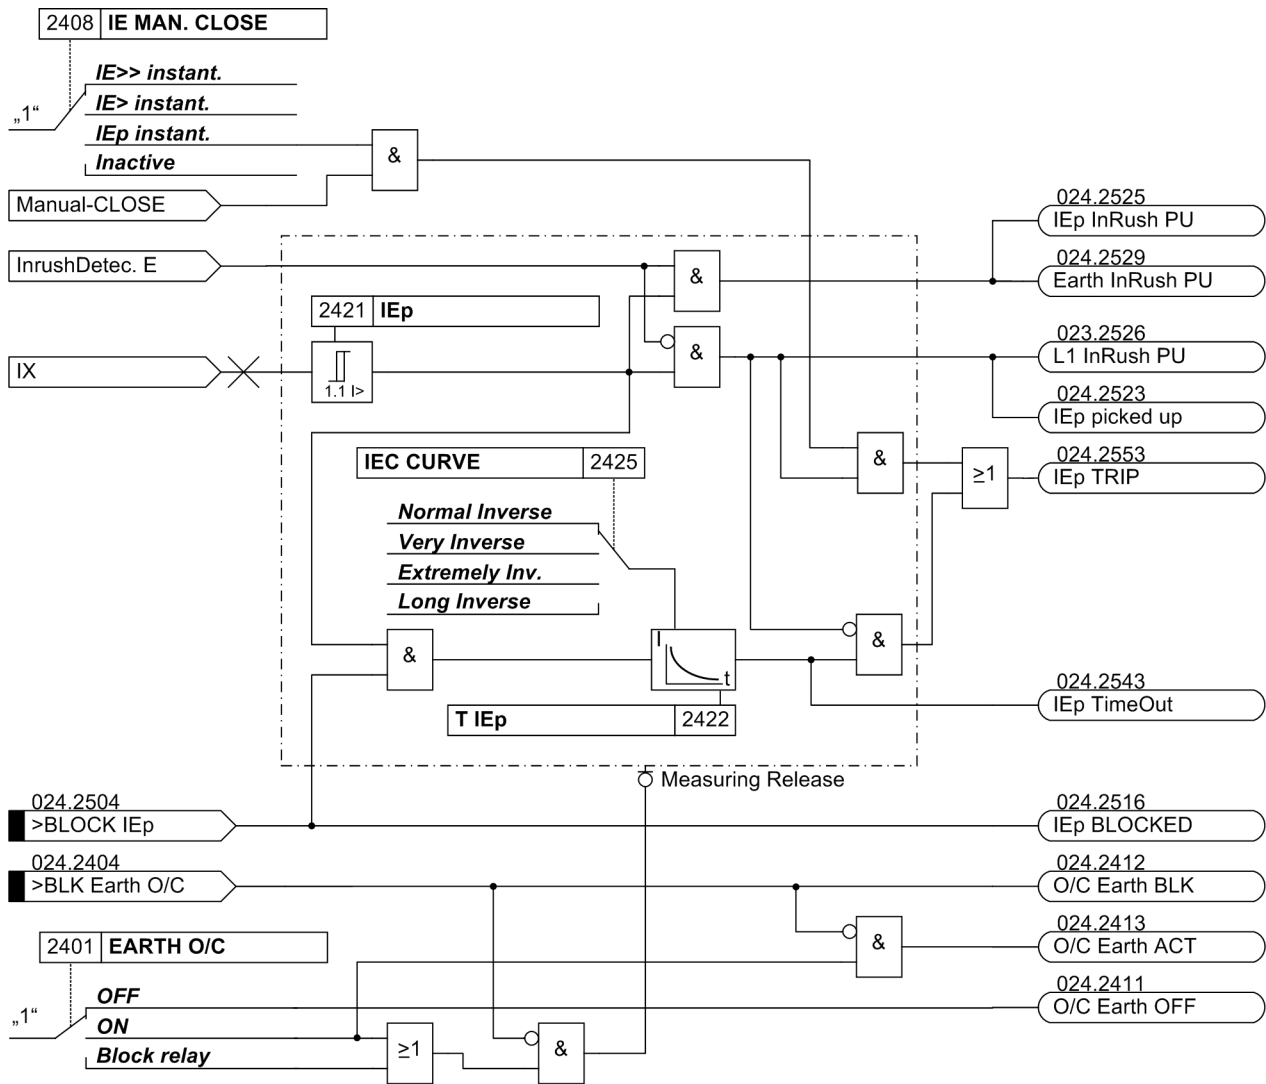 2408 IE MAN. CLOSE
IE>> instant.
„1“
IE> instant.
IEp instant.
Inactive
&
Manual-CLOSE
024.2525
IEp InRush PU
InrushDetec. E
&
024.2529
Earth InRush PU
2421 IEp
&
023.2526
L1 InRush PU
IX
1.1 I>
024.2523
IEp picked up
IEC CURVE 2425
&
≥1
024.2553
IEp TRIP
Normal Inverse
Very Inverse
Extremely Inv.
Long Inverse
&
I
t
&
024.2543
IEp TimeOut
T IEp 2422
Measuring Release
024.2504
>BLOCK IEp
024.2516
IEp BLOCKED
024.2404
>BLK Earth O/C
024.2412
O/C Earth BLK
2401 EARTH O/C
&
024.2413
O/C Earth ACT
OFF
„1“
024.2411
O/C Earth OFF
ON
Block relay
≥1
&